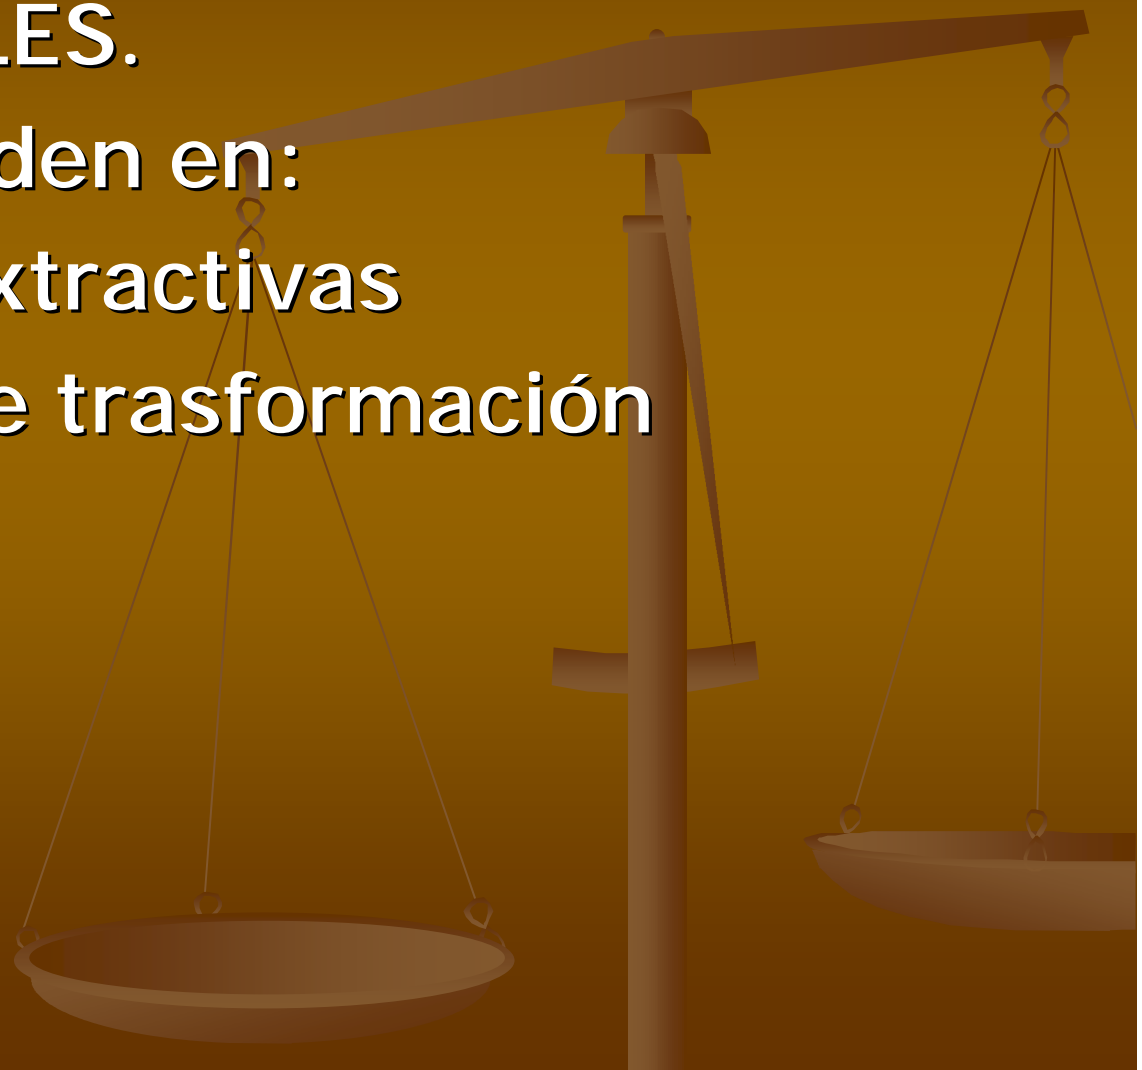 LES.
den en:
xtractivas
e trasformación